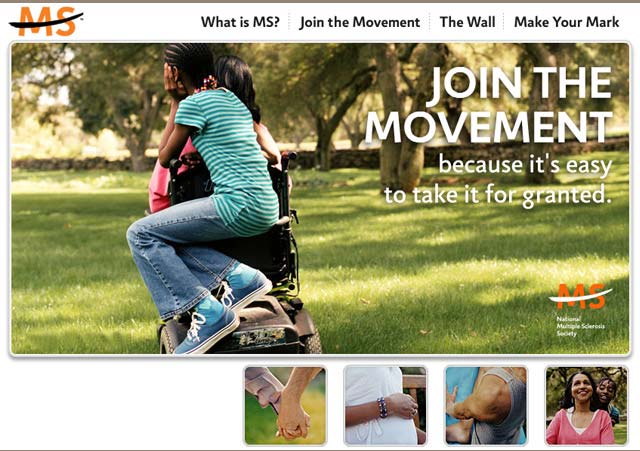 MS
What is MS?
Join the Movement
The Wall
Make Your Mark
JOIN THE
MOVEMENT
because it's easy
to take it for granted.
MS
National
Multiple Sclerosis
Society